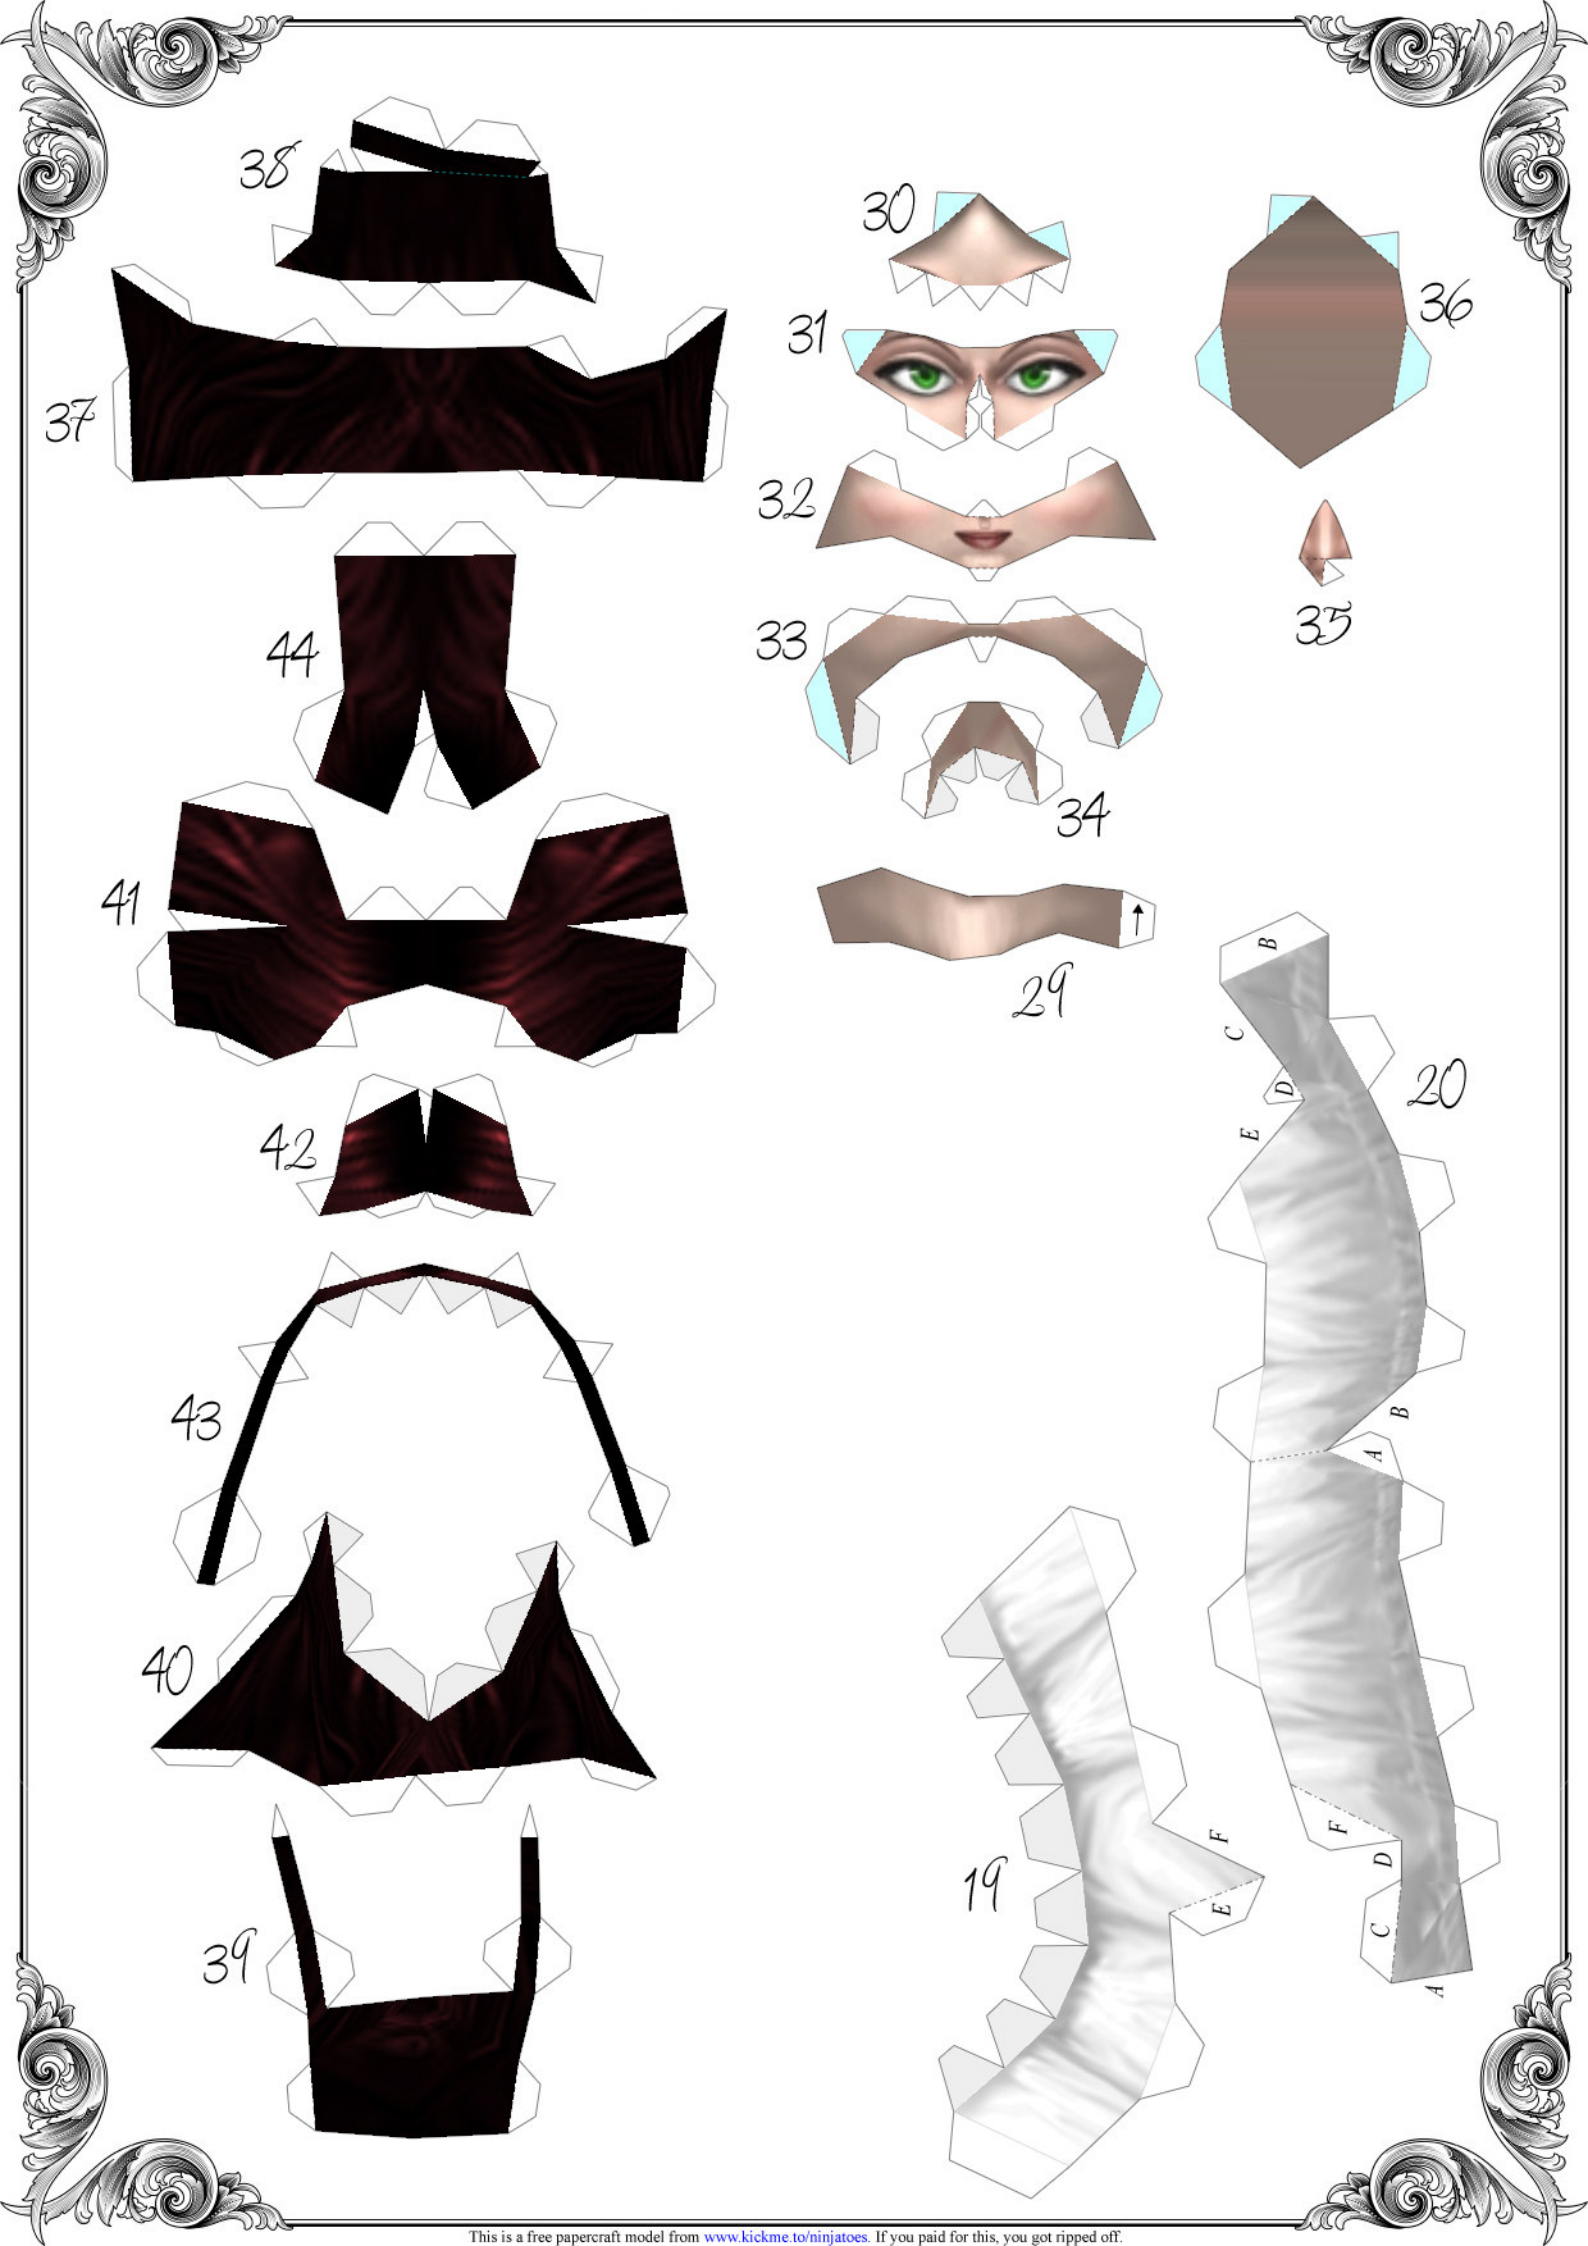 38
30
36
31
37
32
35
33
44
34
41
29
B
C
20
D
E
42
43
B
A
40
F
F
D
19
E
C
39
A
This is a free papercraft model from www.kickme.to/ninjatoes. If you paid for this, you got ripped off.